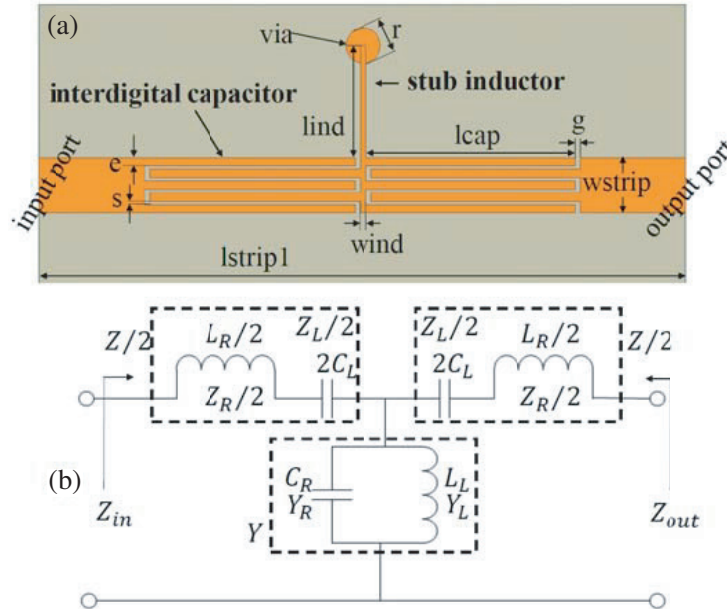 (a)
via
r
stub inductor
interdigital capacitor
lind
lcap
g
e
s
wstrip
input port
output port
wind
lstrip1
(b)
Z/2
L_R/2
Z_L/2
2C_L
Z_R/2
Z_L/2
L_R/2
2C_L
Z_R/2
Z/2
C_R
Y_R
L_L
Y_L
Y
Z_in
Z_out